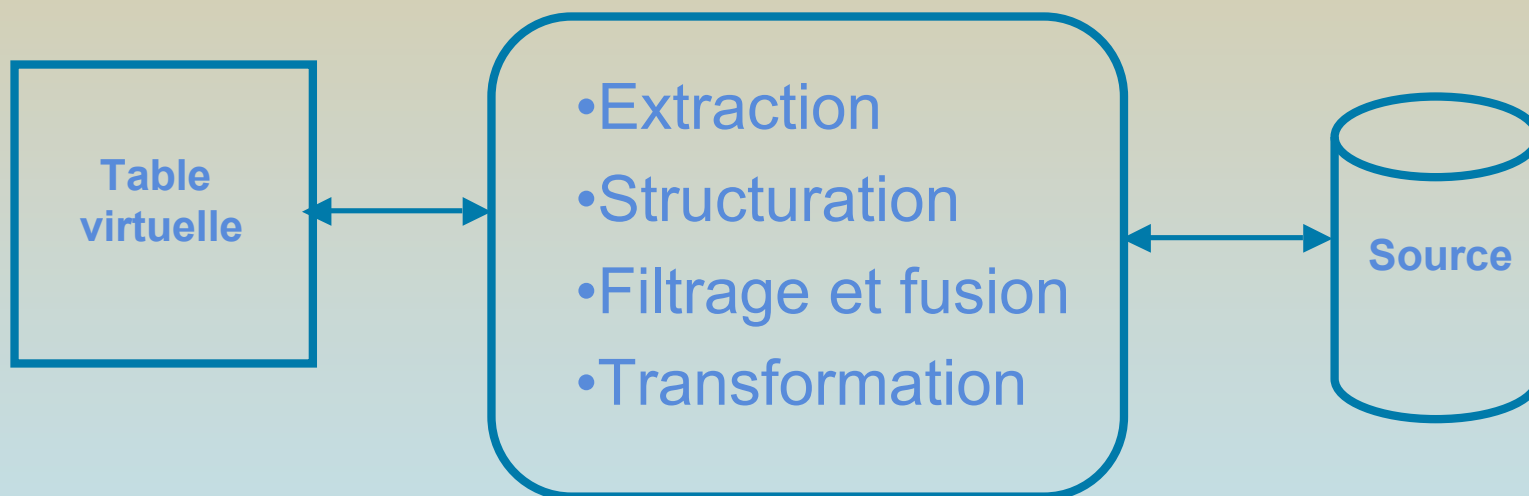 Table
virtuelle
•Extraction
•Structuration
•Filtrage et fusion
•Transformation
Source